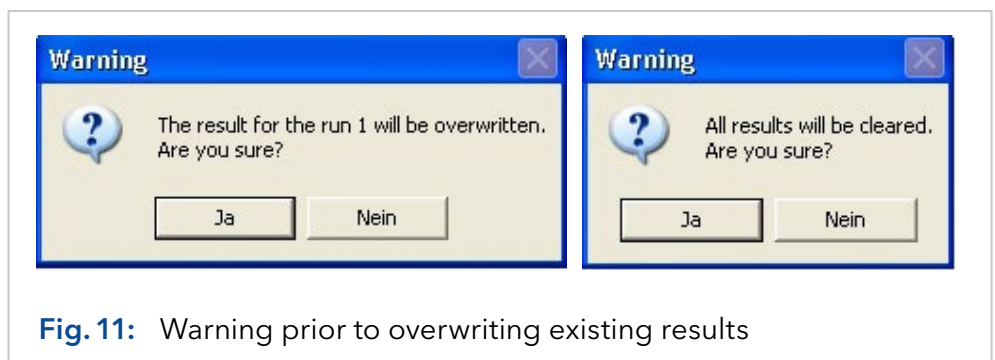 Warning
The result for the run 1 will be overwritten.
Are you sure?
Ja Nein
Warning
All results will be cleared.
Are you sure?
Ja Nein
Fig. 11: Warning prior to overwriting existing results